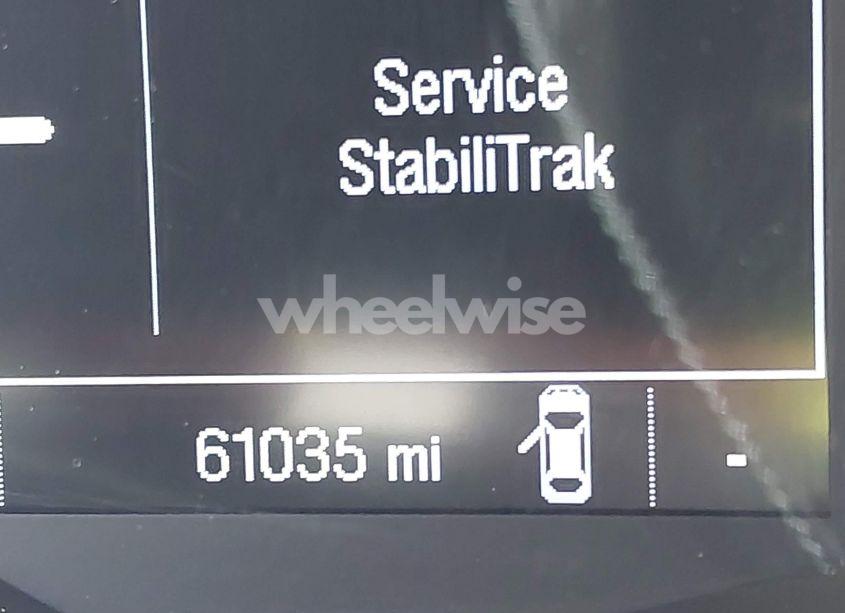 Service
StabiliTrak
wheelwise
61035 mi
-